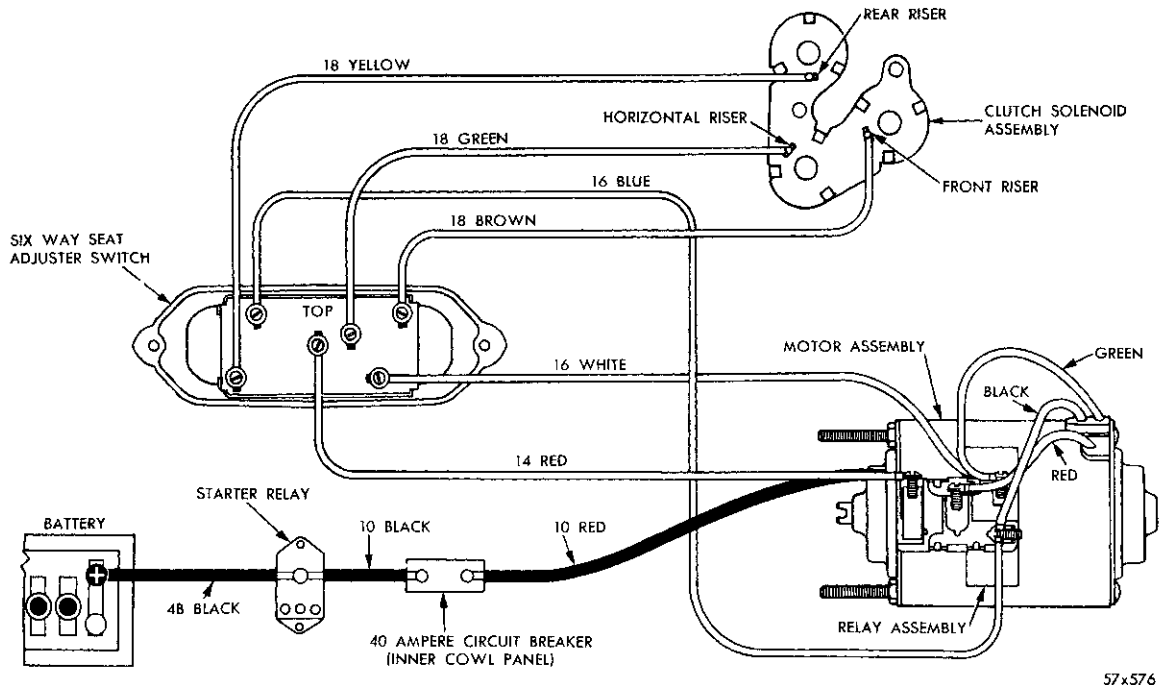 REAR RISER
18 YELLOW
CLUTCH SOLENOID
ASSEMBLY
HORIZONTAL RISER
18 GREEN
16 BLUE
FRONT RISER
18 BROWN
SIX WAY SEAT
ADJUSTER SWITCH
TOP
MOTOR ASSEMBLY
GREEN
16 WHITE
BLACK
14 RED
RED
STARTER RELAY
BATTERY
10 BLACK
10 RED
4B BLACK
40 AMPERE CIRCUIT BREAKER
(INNER COWL PANEL)
RELAY ASSEMBLY
57x576